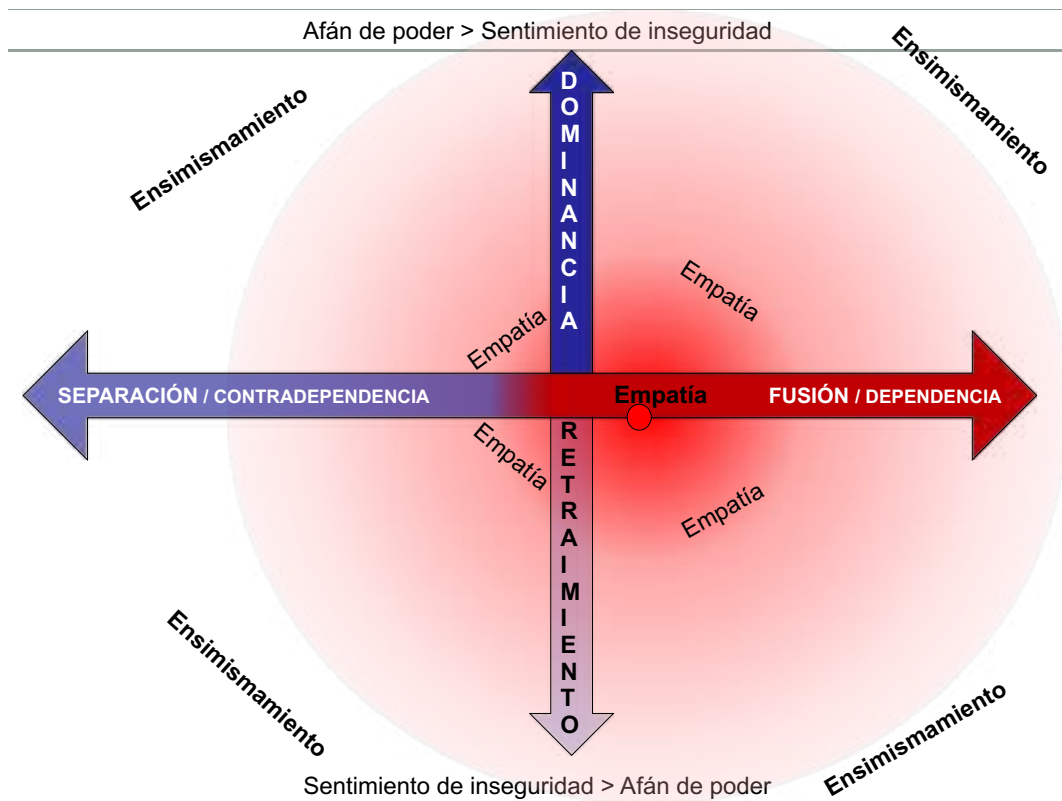 Afán de poder > Sentimiento de inseguridad
Ensimismamiento
Ensimismamiento
DOMINANCIA
Empatía
Empatía
SEPARACIÓN / CONTRADEPENDENCIA
Empatía
FUSIÓN / DEPENDENCIA
RETRAIMIENTO
Empatía
Empatía
Ensimismamiento
Ensimismamiento
Sentimiento de inseguridad > Afán de poder